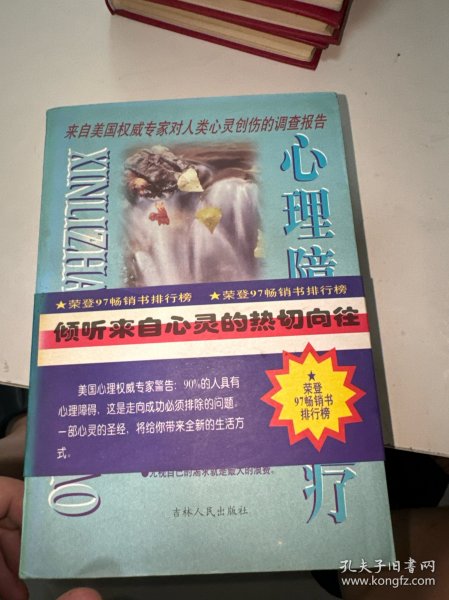 来自美国权威专家对人类心灵创伤的调查报告
心理障
疗
XINLIZHA
★荣登97畅销书排行榜 ★荣登97畅销书排行榜
倾听来自心灵的热切向往
美国心理权威专家警告：90%的人具有
心理障碍，这是走向成功必须排除的问题。
一部心灵的圣经，将给你带来全新的生活方
式。
★
荣登
97畅销书
排行榜
吉林人民出版社
孔夫子旧书网
www.kongfz.com